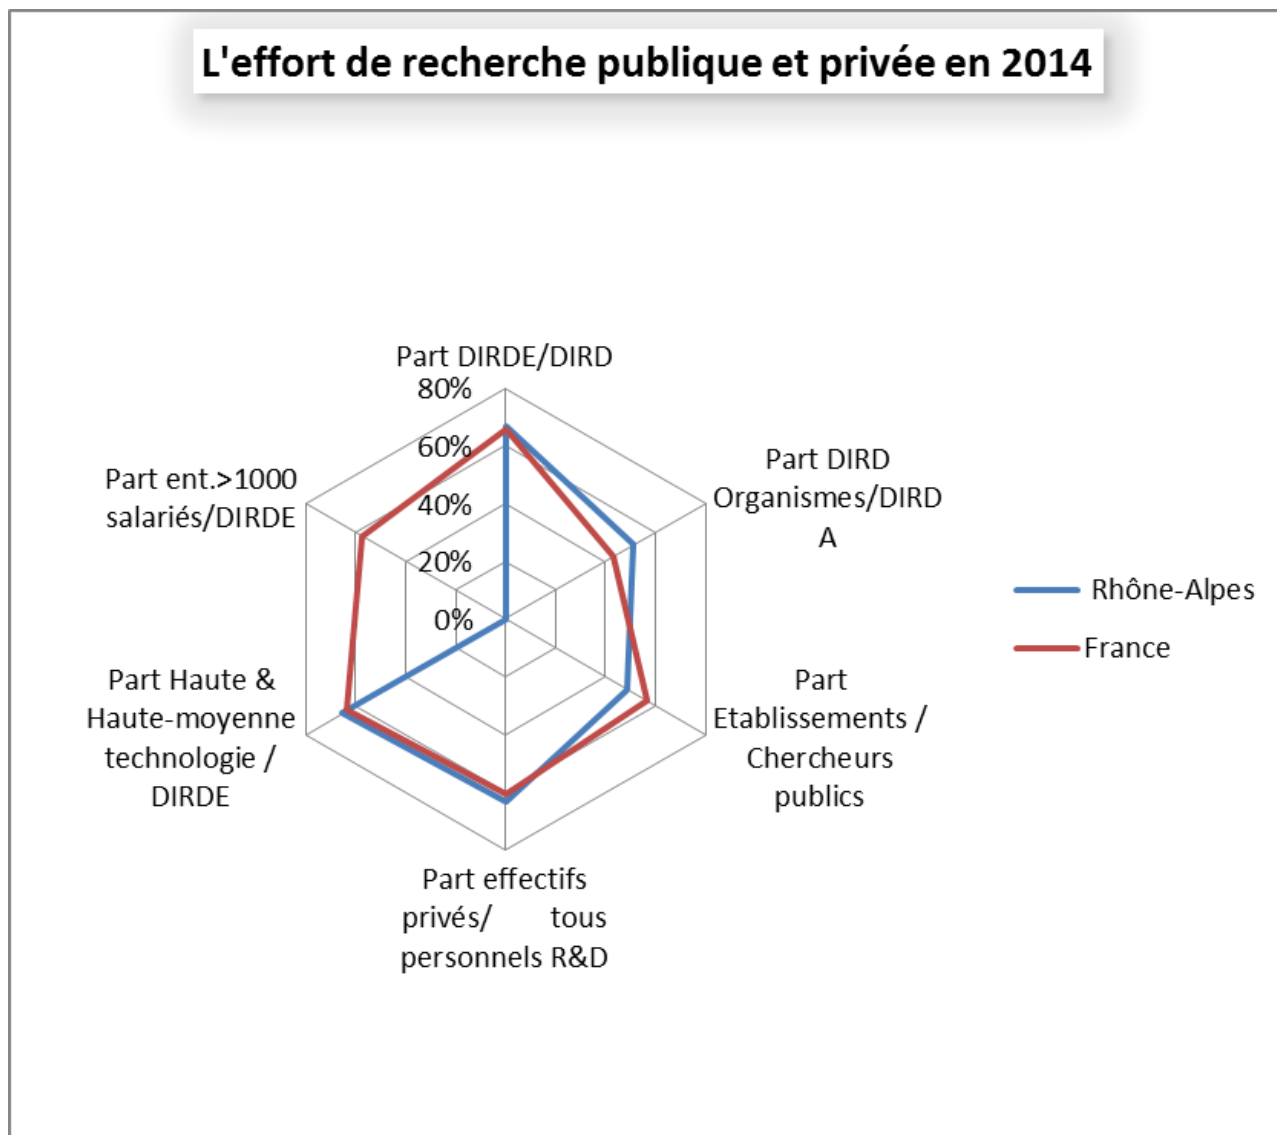 L'effort de recherche publique et privée en 2014
Part DIRDE/DIRD
80%
60%
40%
20%
0%
Part DIRD
Organismes/DIRD
A
Part
Etablissements /
Chercheurs
publics
Part effectifs
privés/ tous
personnels R&D
Part Haute &
Haute-moyenne
technologie /
DIRDE
Part ent.>1000
salariés/DIRDE
Rhône-Alpes
France